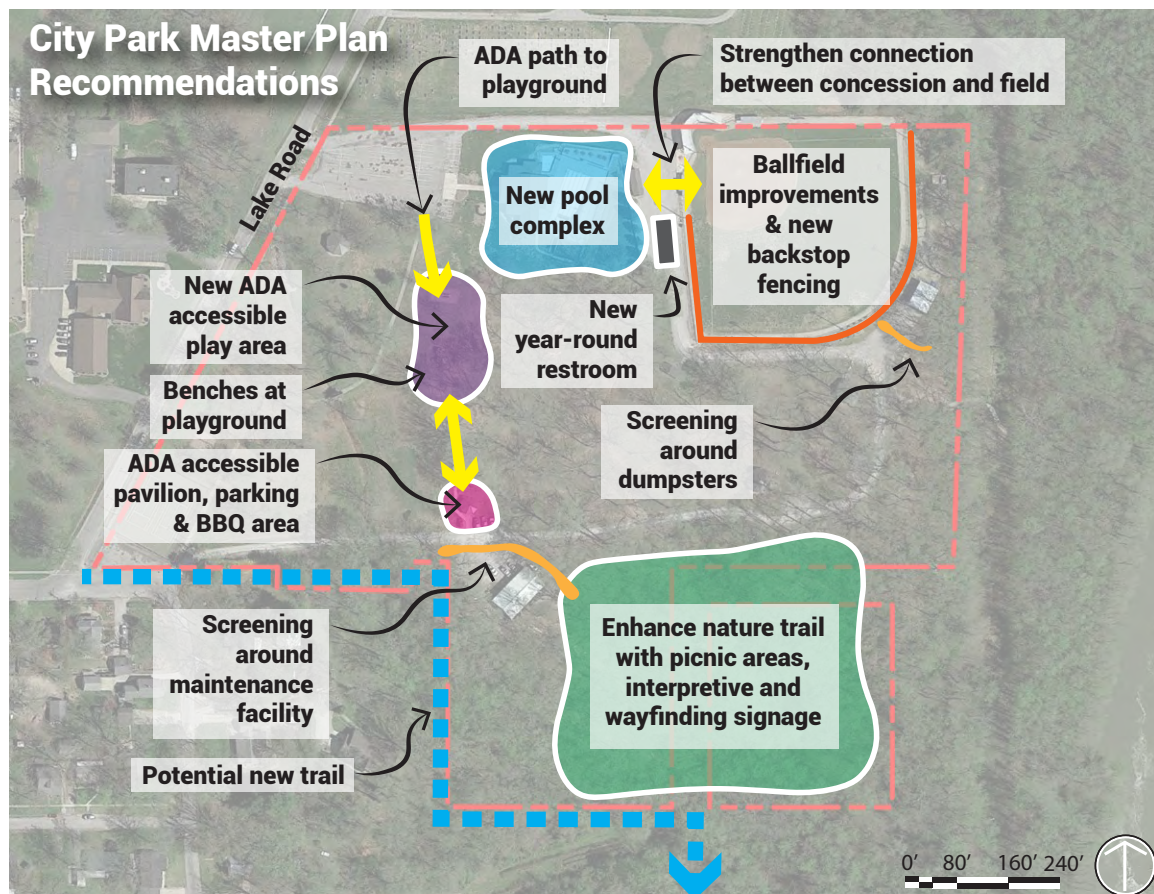 City Park Master Plan
Recommendations
ADA path to
playground
Strengthen connection
between concession and field
Lake Road
New pool
complex
Ballfield
improvements
& new
backstop
fencing
New ADA
accessible
play area
New
year-round
restroom
Benches at
playground
Screening
around
dumpsters
ADA accessible
pavilion, parking
& BBQ area
Screening
around
maintenance
facility
Enhance nature trail
with picnic areas,
interpretive and
wayfinding signage
Potential new trail
0' 80' 160' 240'